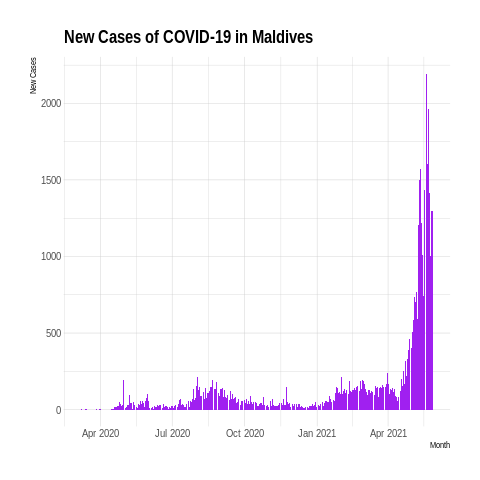 New Cases of COVID-19 in Maldives
New Cases
2000
1500
1000
500
0
Apr 2020 Jul 2020 Oct 2020 Jan 2021 Apr 2021
Month